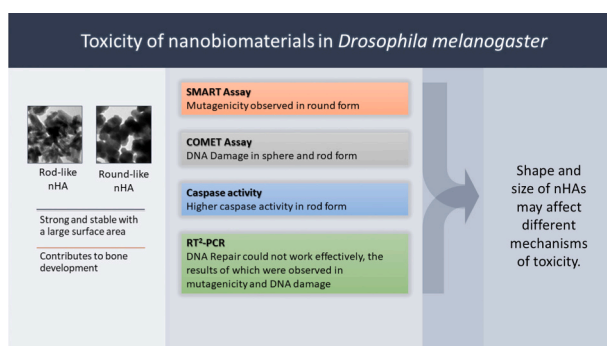 Toxicity of nanobiomaterials in Drosophila melanogaster
Rod-like
nHA
Round-like
nHA
Strong and stable with
a large surface area
Contributes to bone
development
SMART Assay
Mutagenicity observed in round form
COMET Assay
DNA Damage in sphere and rod form
Caspase activity
Higher caspase activity in rod form
RT²-PCR
DNA Repair could not work effectively, the
results of which were observed in
mutagenicity and DNA damage
Shape and
size of nHAs
may affect
different
mechanisms
of toxicity.